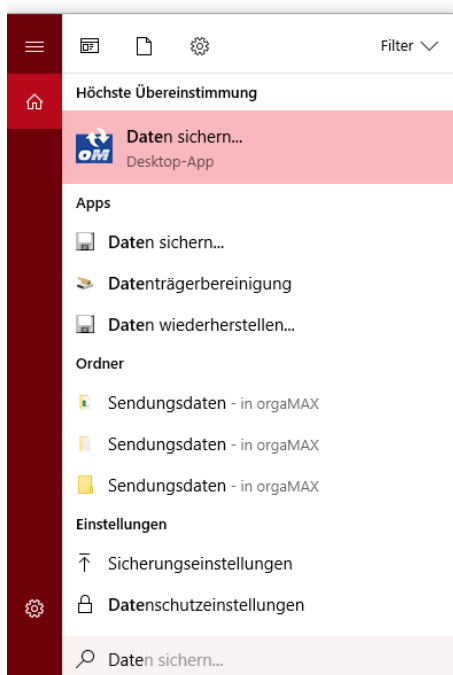 Filter
Höchste Übereinstimmung
Daten sichern...
oM
Desktop-App
Apps
Daten sichern...
Datenträgerbereinigung
Daten wiederherstellen...
Ordner
Sendungsdaten - in orgaMAX
Sendungsdaten - in orgaMAX
Sendungsdaten - in orgaMAX
Einstellungen
Sicherungseinstellungen
Datenschutzeinstellungen
Daten sichern...